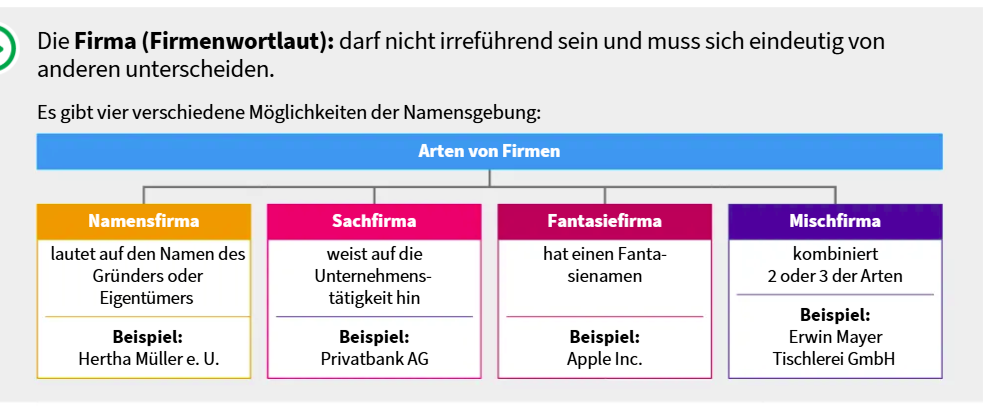 Die Firma (Firmenwortlaut): darf nicht irreführend sein und muss sich eindeutig von
anderen unterscheiden.
Es gibt vier verschiedene Möglichkeiten der Namensgebung:
Arten von Firmen
Namensfirma
lautet auf den Namen des
Gründers oder
Eigentümers
Beispiel:
Hertha Müller e. U.
Sachfirma
weist auf die
Unternehmens-
tätigkeit hin
Beispiel:
Privatbank AG
Fantasiefirma
hat einen Fanta-
sienamen
Beispiel:
Apple Inc.
Mischfirma
kombiniert
2 oder 3 der Arten
Beispiel:
Erwin Mayer
Tischlerei GmbH